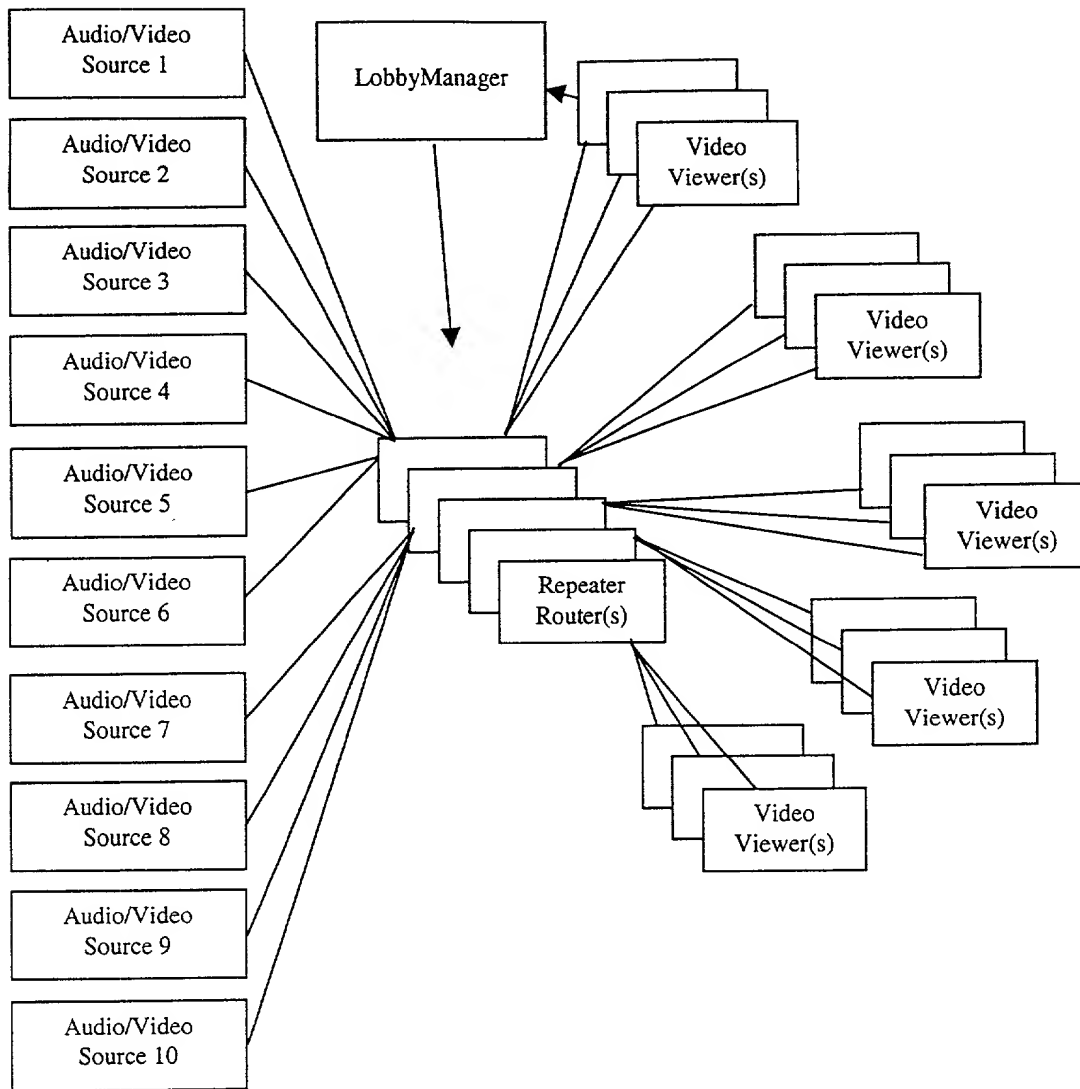 Audio/Video
Source 1
LobbyManager
Video
Viewer(s)
Audio/Video
Source 2
Audio/Video
Source 3
Video
Viewer(s)
Audio/Video
Source 4
Audio/Video
Source 5
Video
Viewer(s)
Audio/Video
Source 6
Repeater
Router(s)
Video
Viewer(s)
Audio/Video
Source 7
Audio/Video
Source 8
Video
Viewer(s)
Audio/Video
Source 9
Audio/Video
Source 10